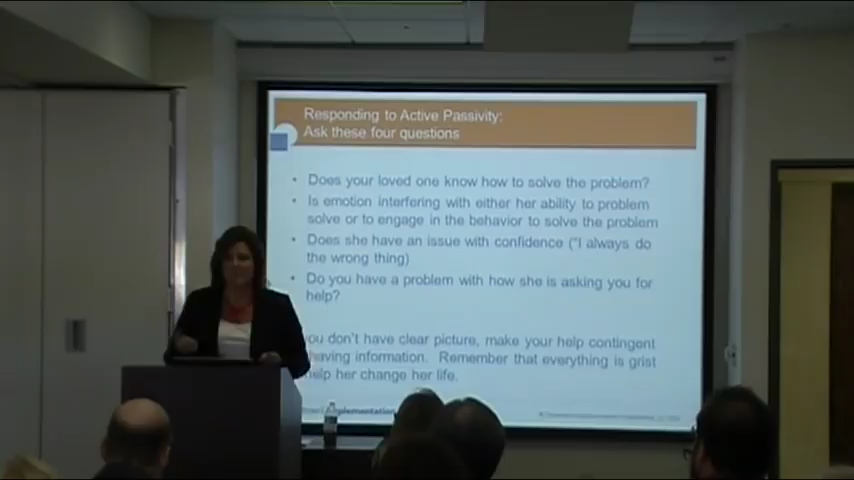 Responding to Active Passivity:
Ask these four questions
• Does your loved one know how to solve the problem?
• Is emotion interfering with either her ability to problem
solve or to engage in the behavior to solve the problem
• Does she have an issue with confidence ("I always do
the wrong thing)
• Do you have a problem with how she is asking you for
help?
you don't have clear picture, make your help contingent
having information. Remember that everything is grist
help her change her life.
Implementation